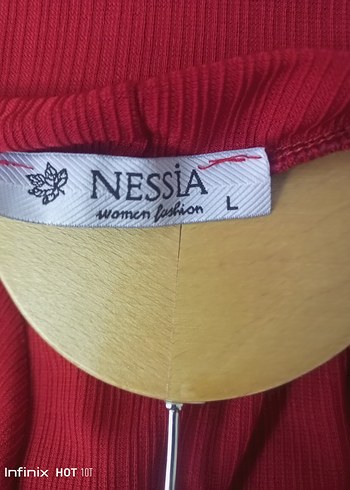 NESSiA
women fashion
L
Infinix HOT 10T